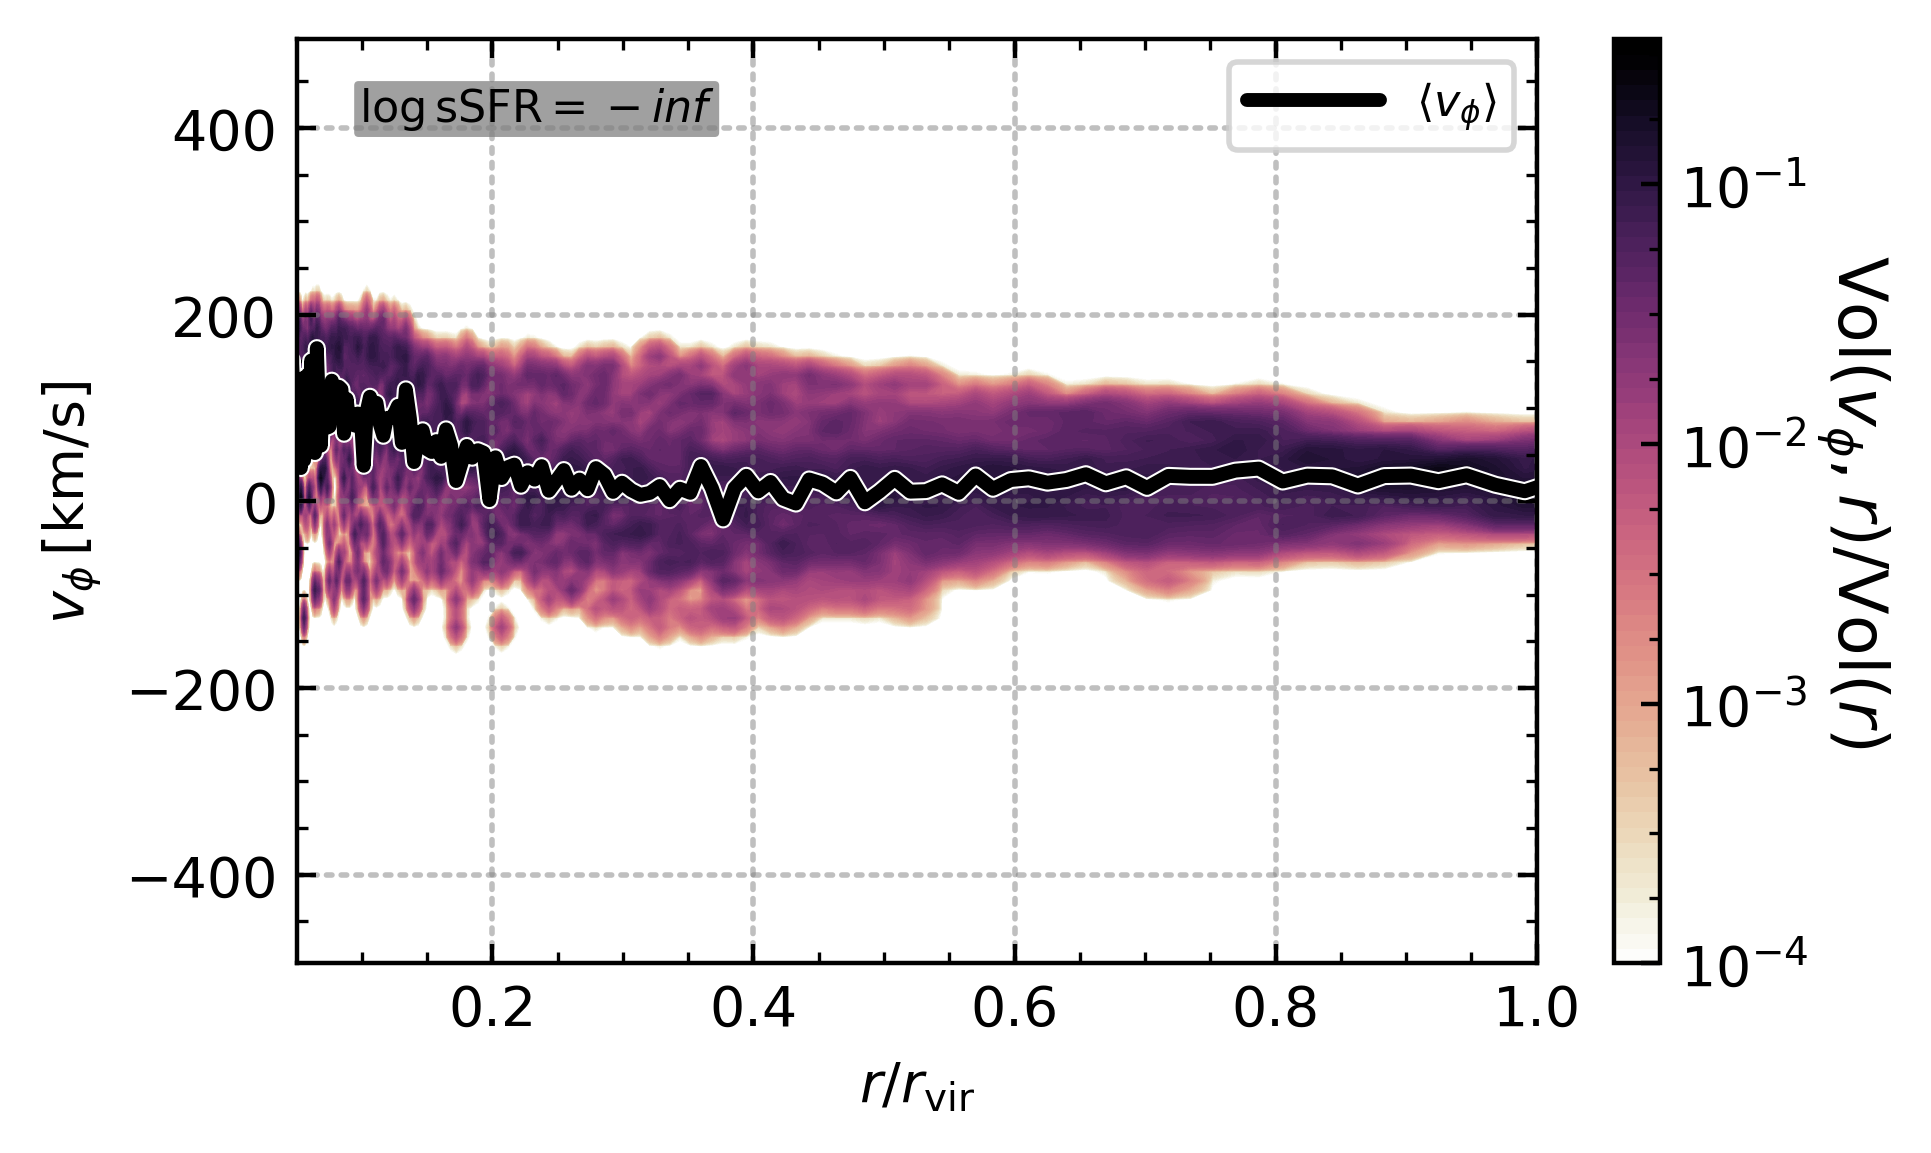 log sSFR = −inf
⟨v_ϕ⟩
400
200
0
−200
−400
v_ϕ [km/s]
0.2 0.4 0.6 0.8 1.0
r/r_vir
10⁻¹
10⁻²
10⁻³
10⁻⁴
Vol(v_ϕ, r)/Vol(r)